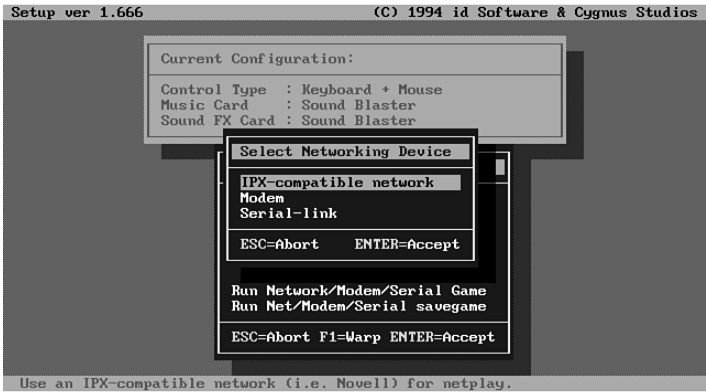 Setup ver 1.666 (C) 1994 id Software & Cygnus Studios
Current Configuration:
Control Type : Keyboard + Mouse
Music Card : Sound Blaster
Sound FX Card : Sound Blaster
Select Networking Device
IPX-compatible network
Modem
Serial-link
ESC=Abort ENTER=Accept
Run Network/Modem/Serial Game
Run Net/Modem/Serial savegame
ESC=Abort F1=Warp ENTER=Accept
Use an IPX-compatible network (i.e. Novell) for netplay.